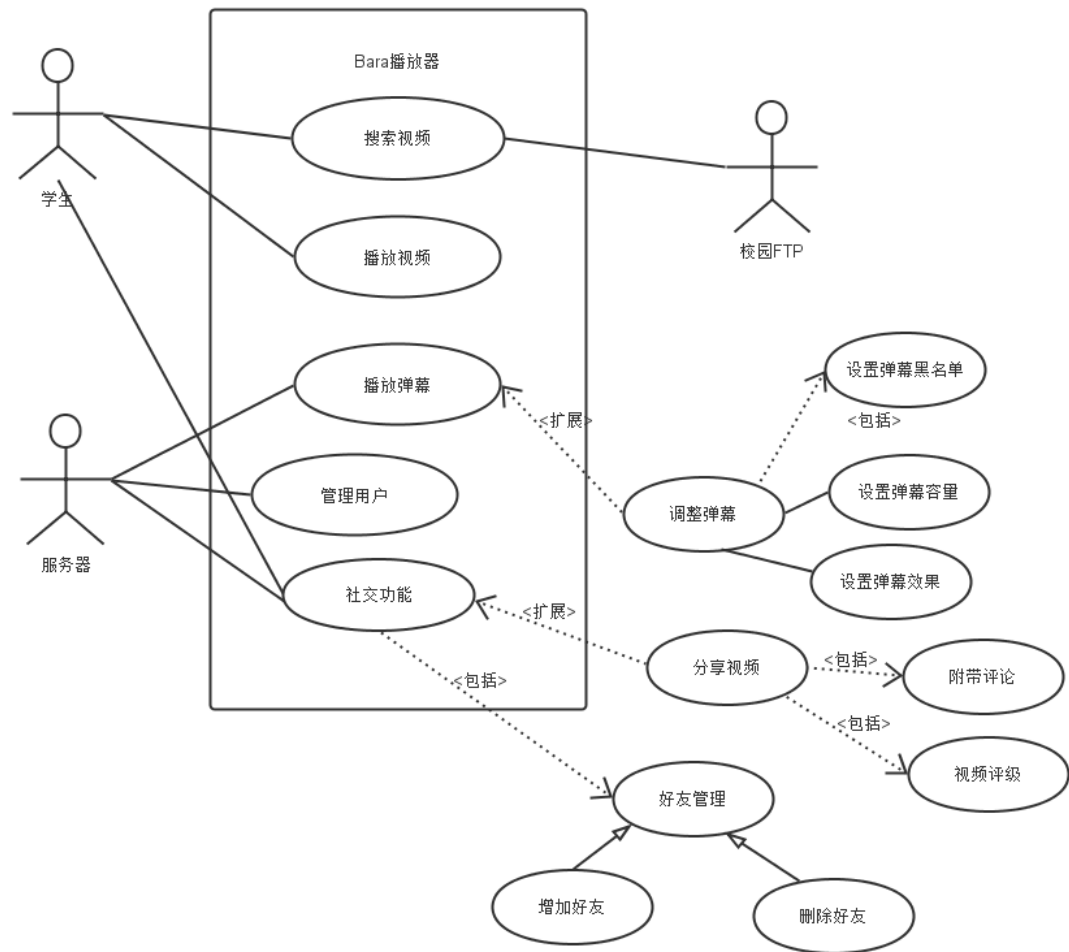 Bara播放器
搜索视频
学生
校园FTP
播放视频
播放弹幕
设置弹幕黑名单
<扩展>
<包括>
管理用户
调整弹幕
设置弹幕容量
服务器
社交功能
设置弹幕效果
<扩展>
分享视频
<包括>
附带评论
<包括>
<包括>
视频评级
好友管理
增加好友
删除好友